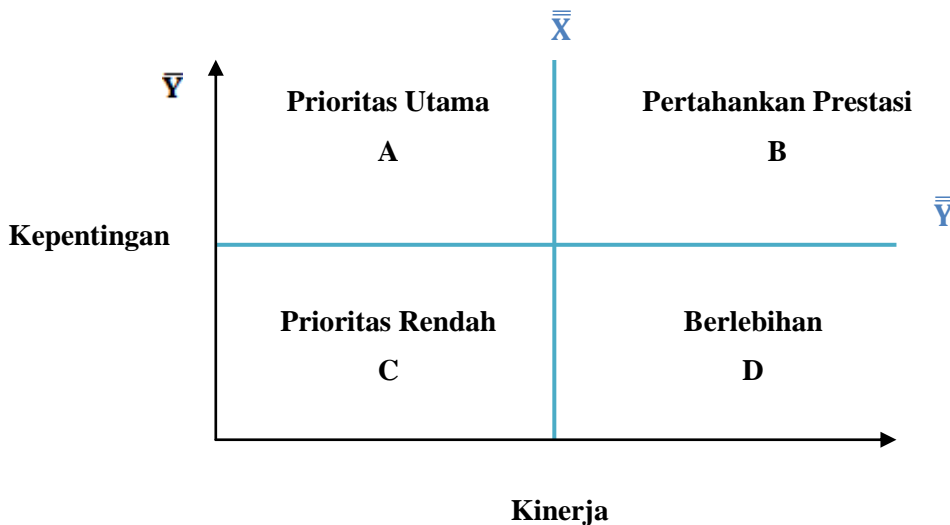 X̿
Y̅
Prioritas Utama
A
Pertahankan Prestasi
B
Y̿
Kepentingan
Prioritas Rendah
C
Berlebihan
D
Kinerja